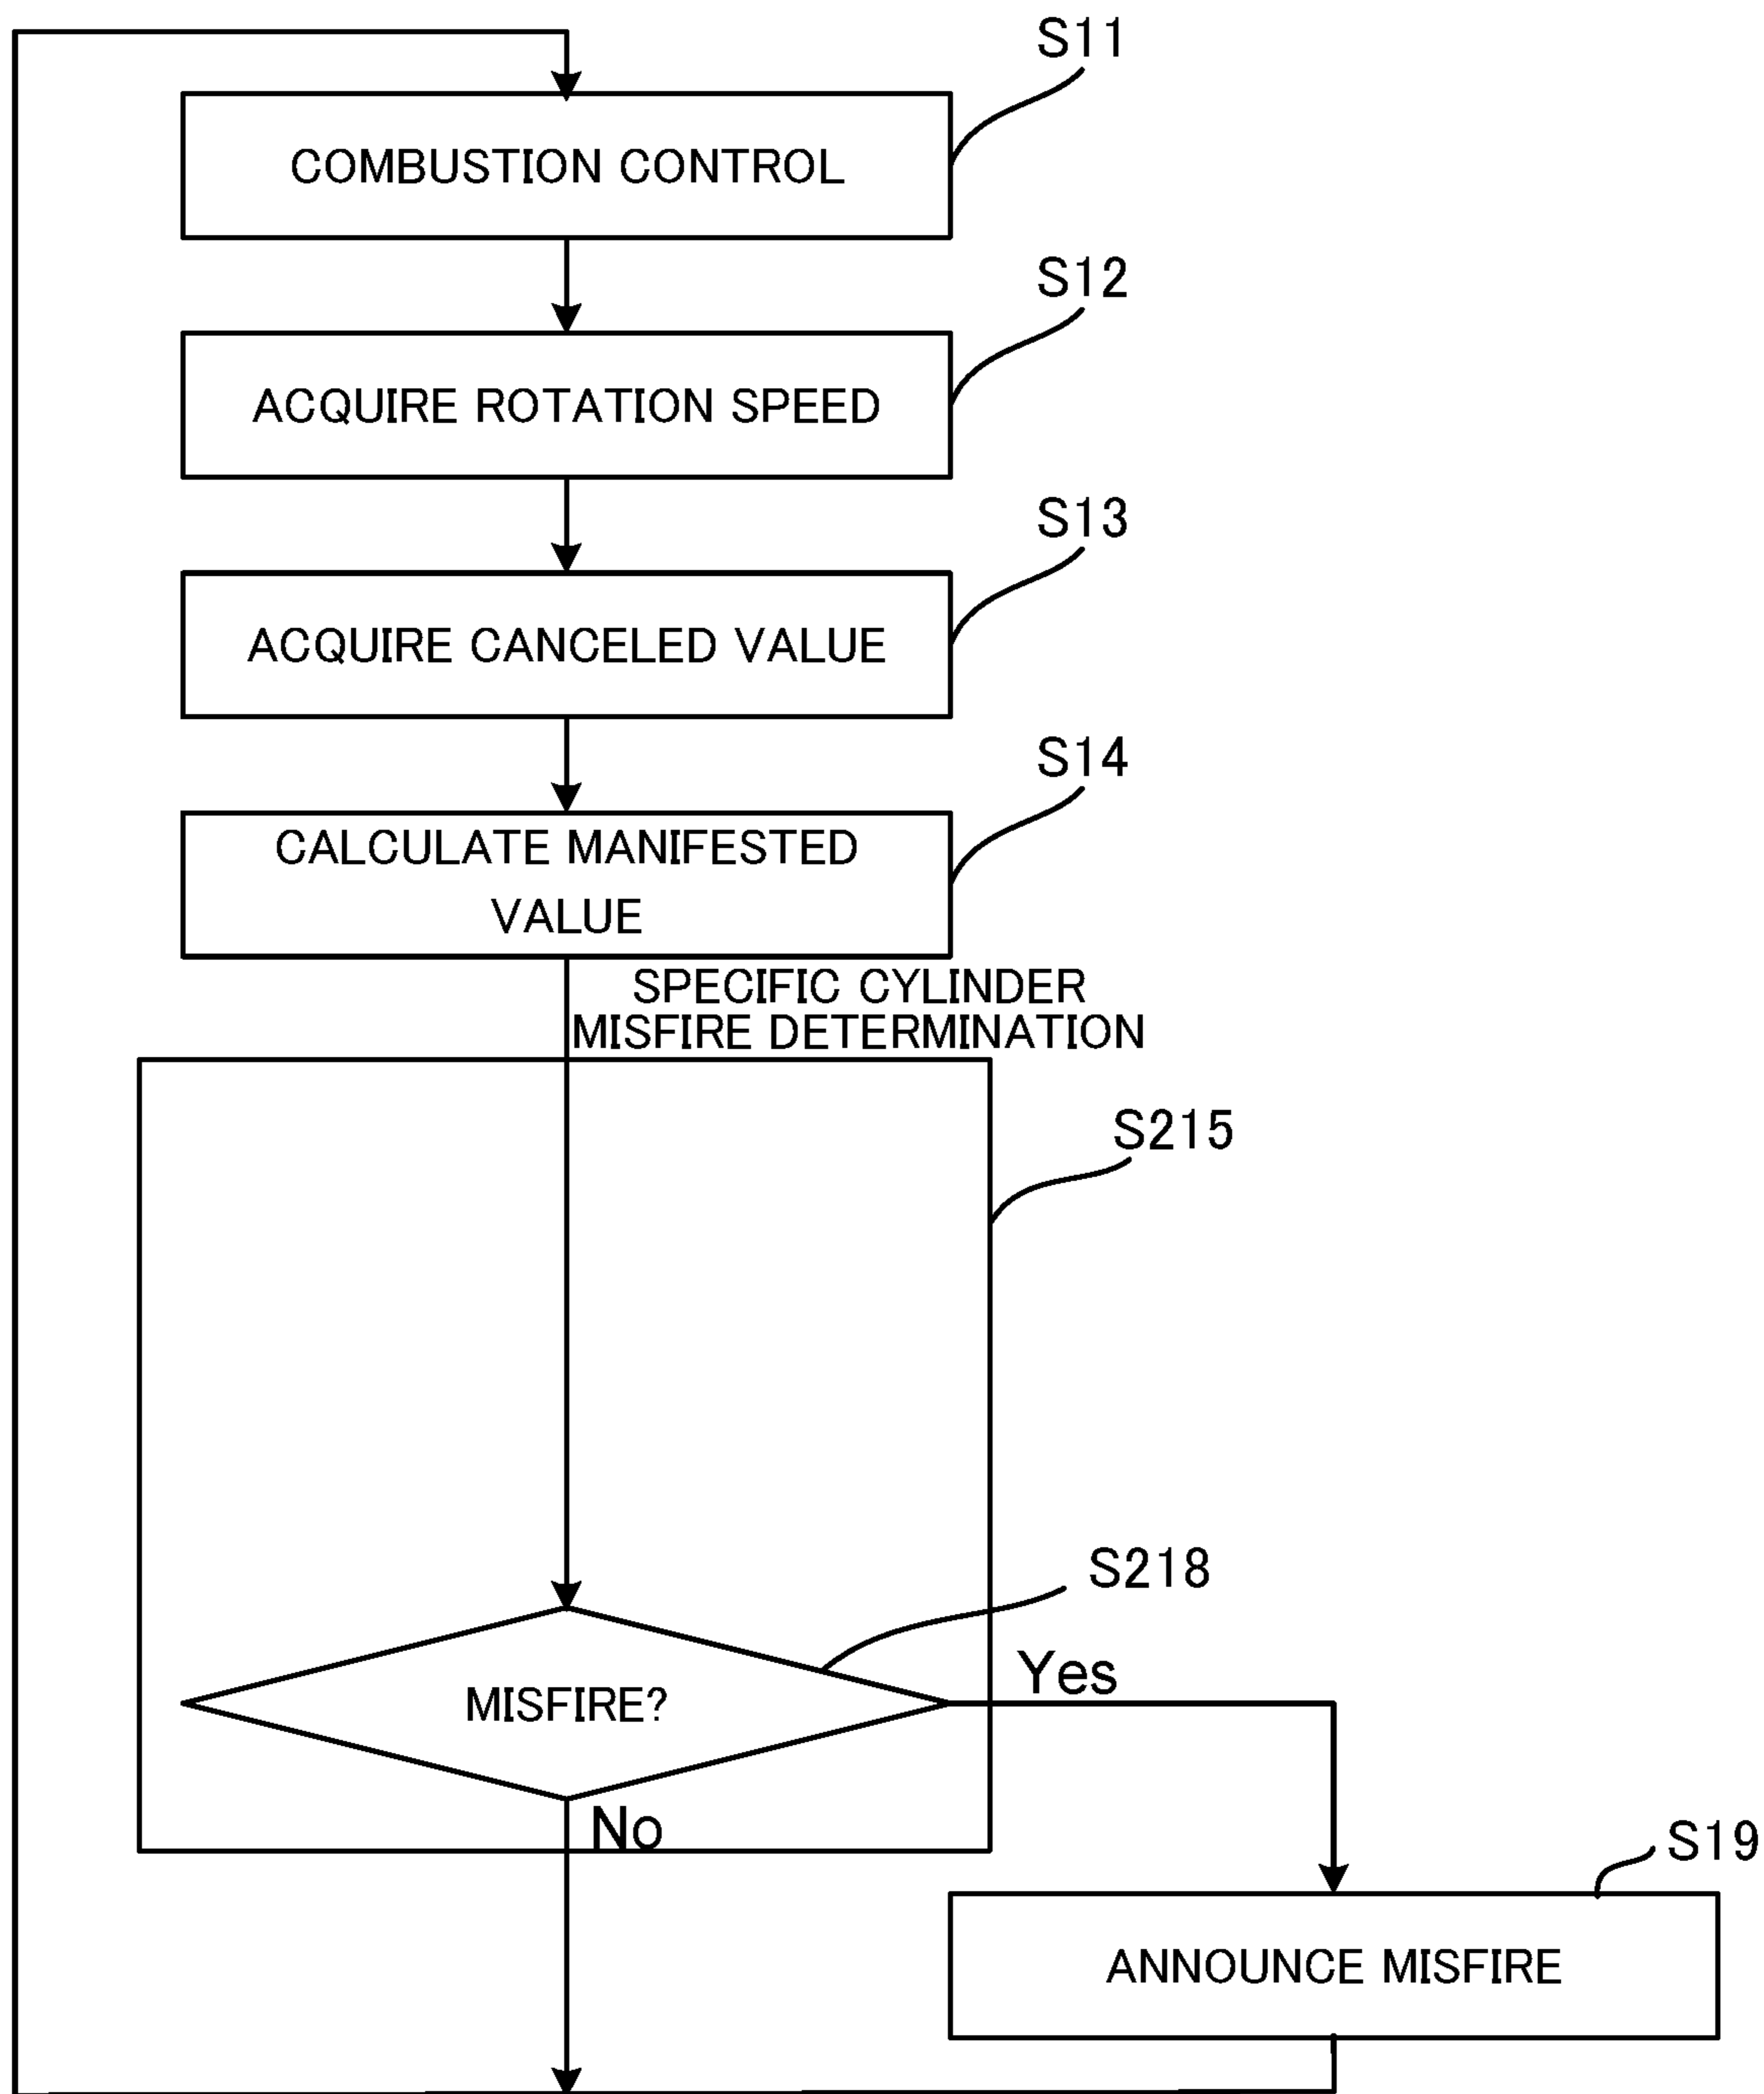 S11
COMBUSTION CONTROL
S12
ACQUIRE ROTATION SPEED
S13
ACQUIRE CANCELED VALUE
S14
CALCULATE MANIFESTED
VALUE
SPECIFIC CYLINDER
MISFIRE DETERMINATION
S215
S218
Yes
MISFIRE?
No
S19
ANNOUNCE MISFIRE